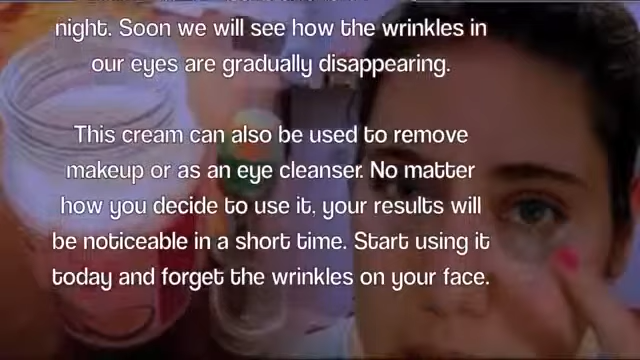 night. Soon we will see how the wrinkles in
our eyes are gradually disappearing.
This cream can also be used to remove
makeup or as an eye cleanser. No matter
how you decide to use it, your results will
be noticeable in a short time. Start using it
today and forget the wrinkles on your face.